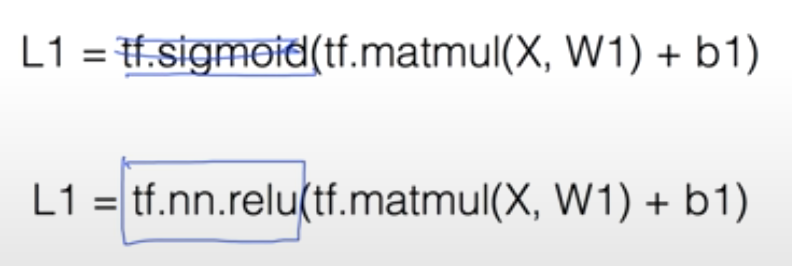 L1 = tf.sigmoid(tf.matmul(X, W1) + b1)
L1 = tf.nn.relu(tf.matmul(X, W1) + b1)